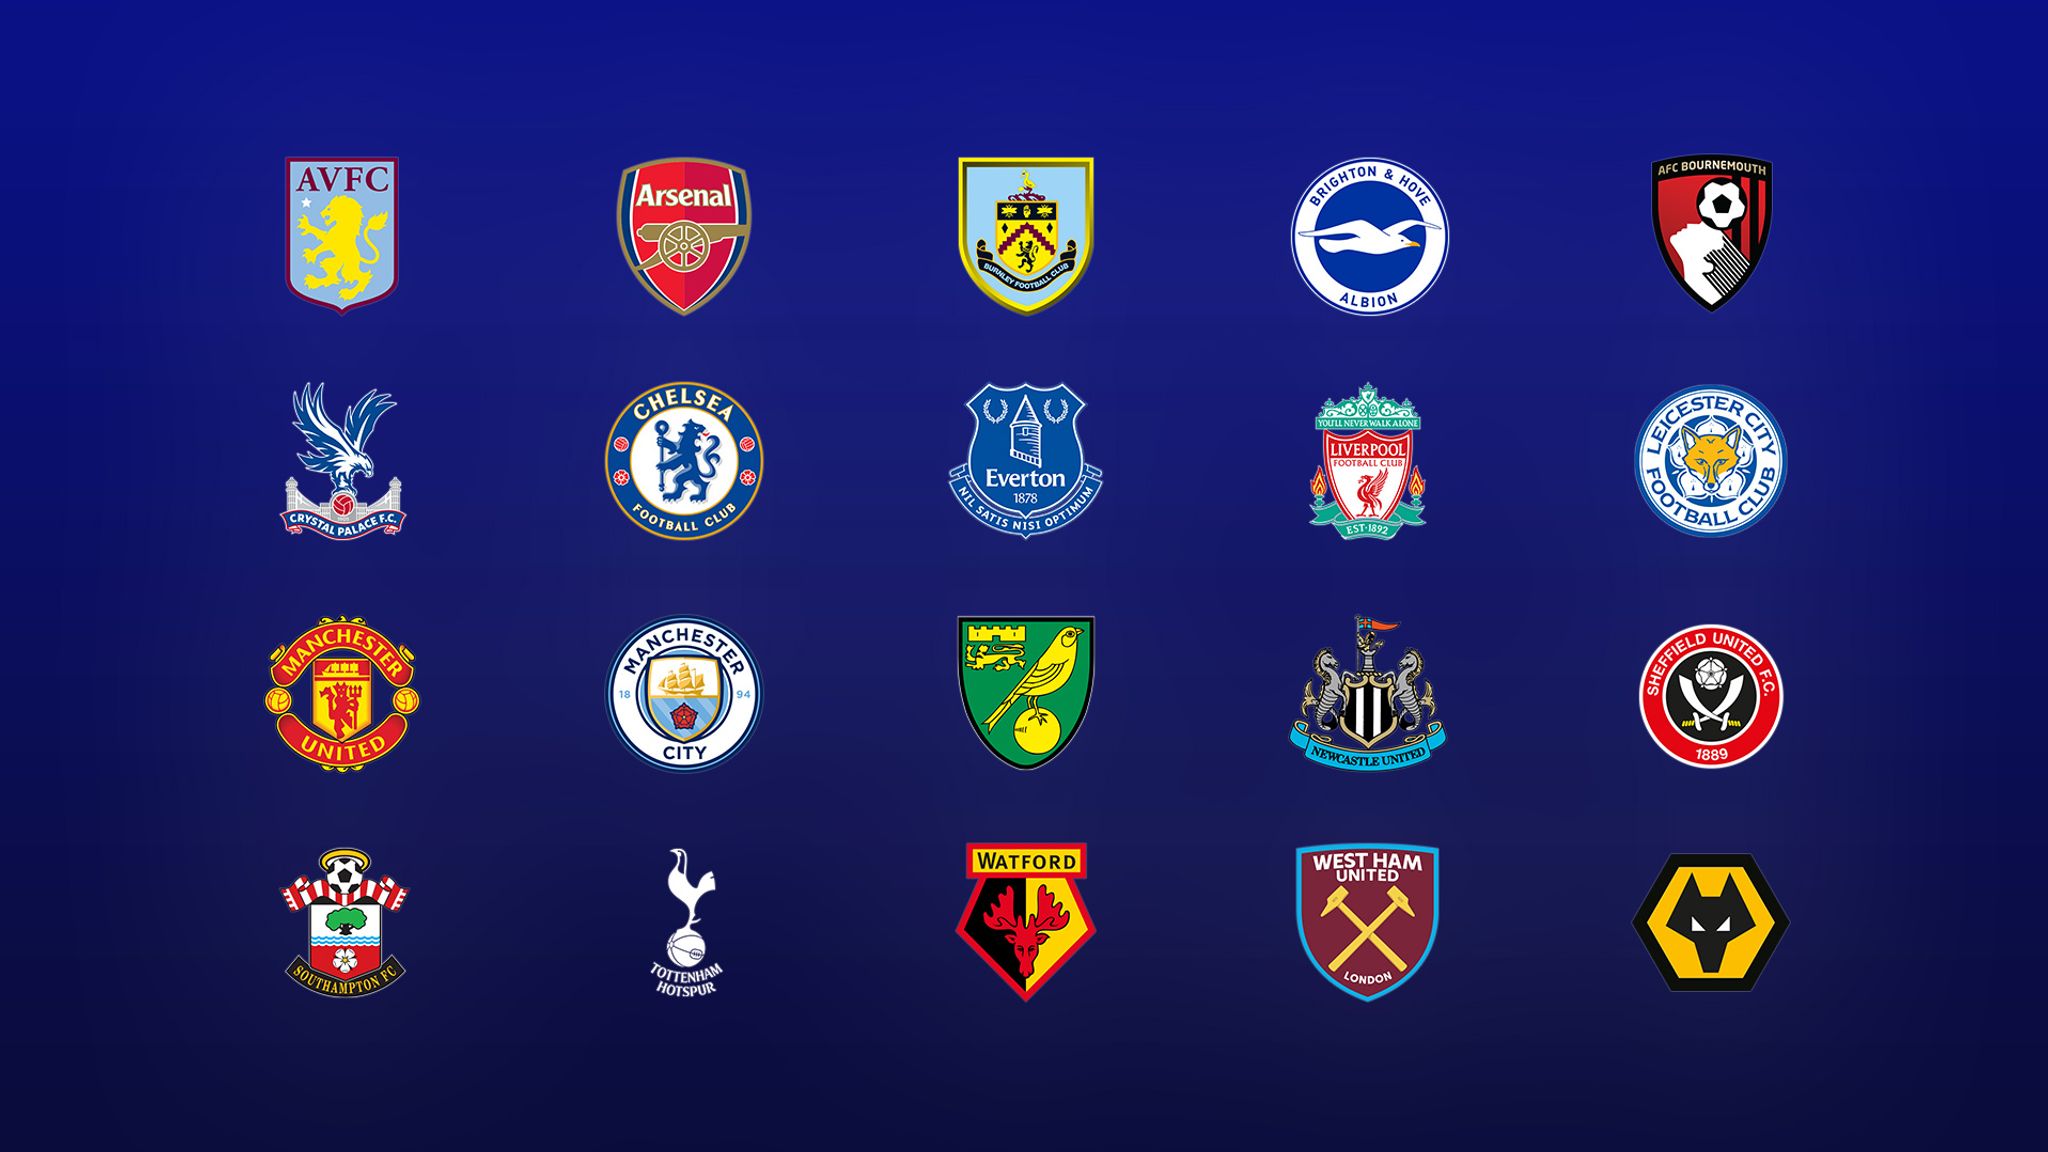 AVFC
Arsenal
BURNLEY FOOTBALL CLUB
BRIGHTON & HOVE
ALBION
AFC BOURNEMOUTH
CRYSTAL PALACE F.C.
CHELSEA
FOOTBALL CLUB
Everton
1878
NIL SATIS NISI OPTIMUM
YOU'LL NEVER WALK ALONE
LIVERPOOL
FOOTBALL CLUB
EST·1892
LEICESTER CITY
FOOTBALL CLUB
MANCHESTER
UNITED
MANCHESTER
18 94
CITY
NEWCASTLE UNITED
SHEFFIELD UNITED F.C.
1889
SOUTHAMPTON FC
TOTTENHAM
HOTSPUR
WATFORD
WEST HAM
UNITED
LONDON